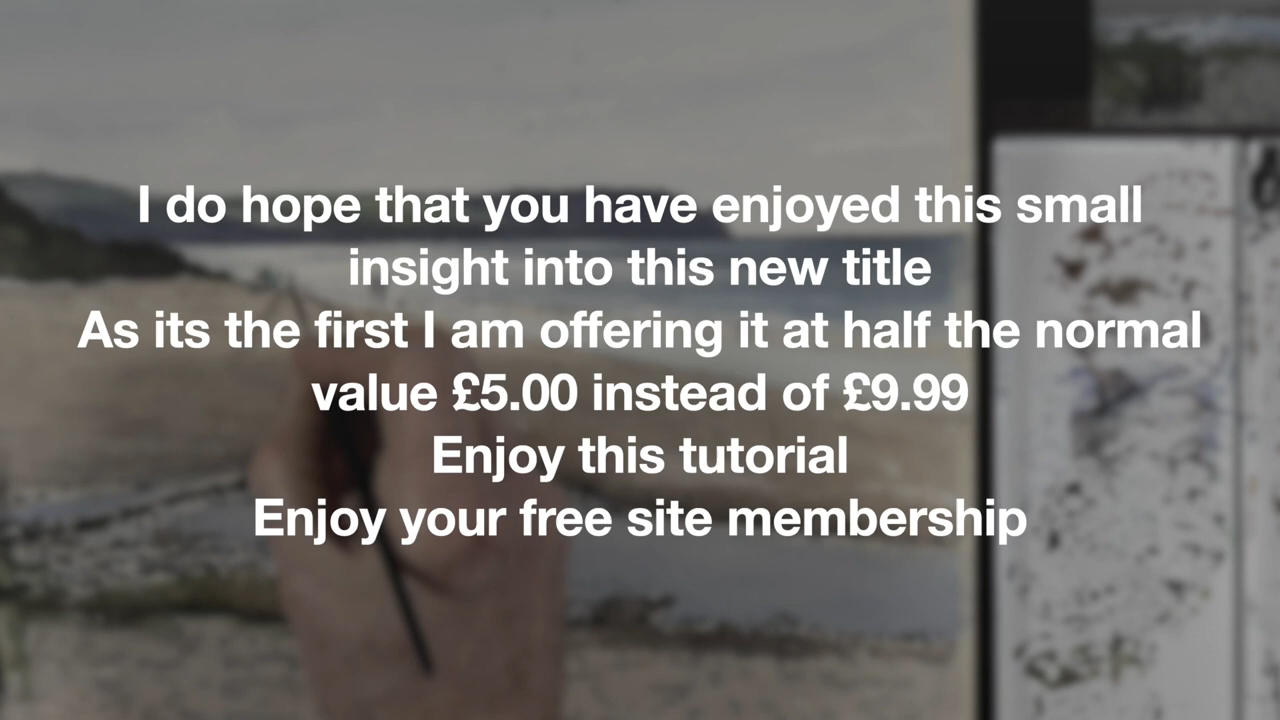 I do hope that you have enjoyed this small
insight into this new title
As its the first I am offering it at half the normal
value £5.00 instead of £9.99
Enjoy this tutorial
Enjoy your free site membership